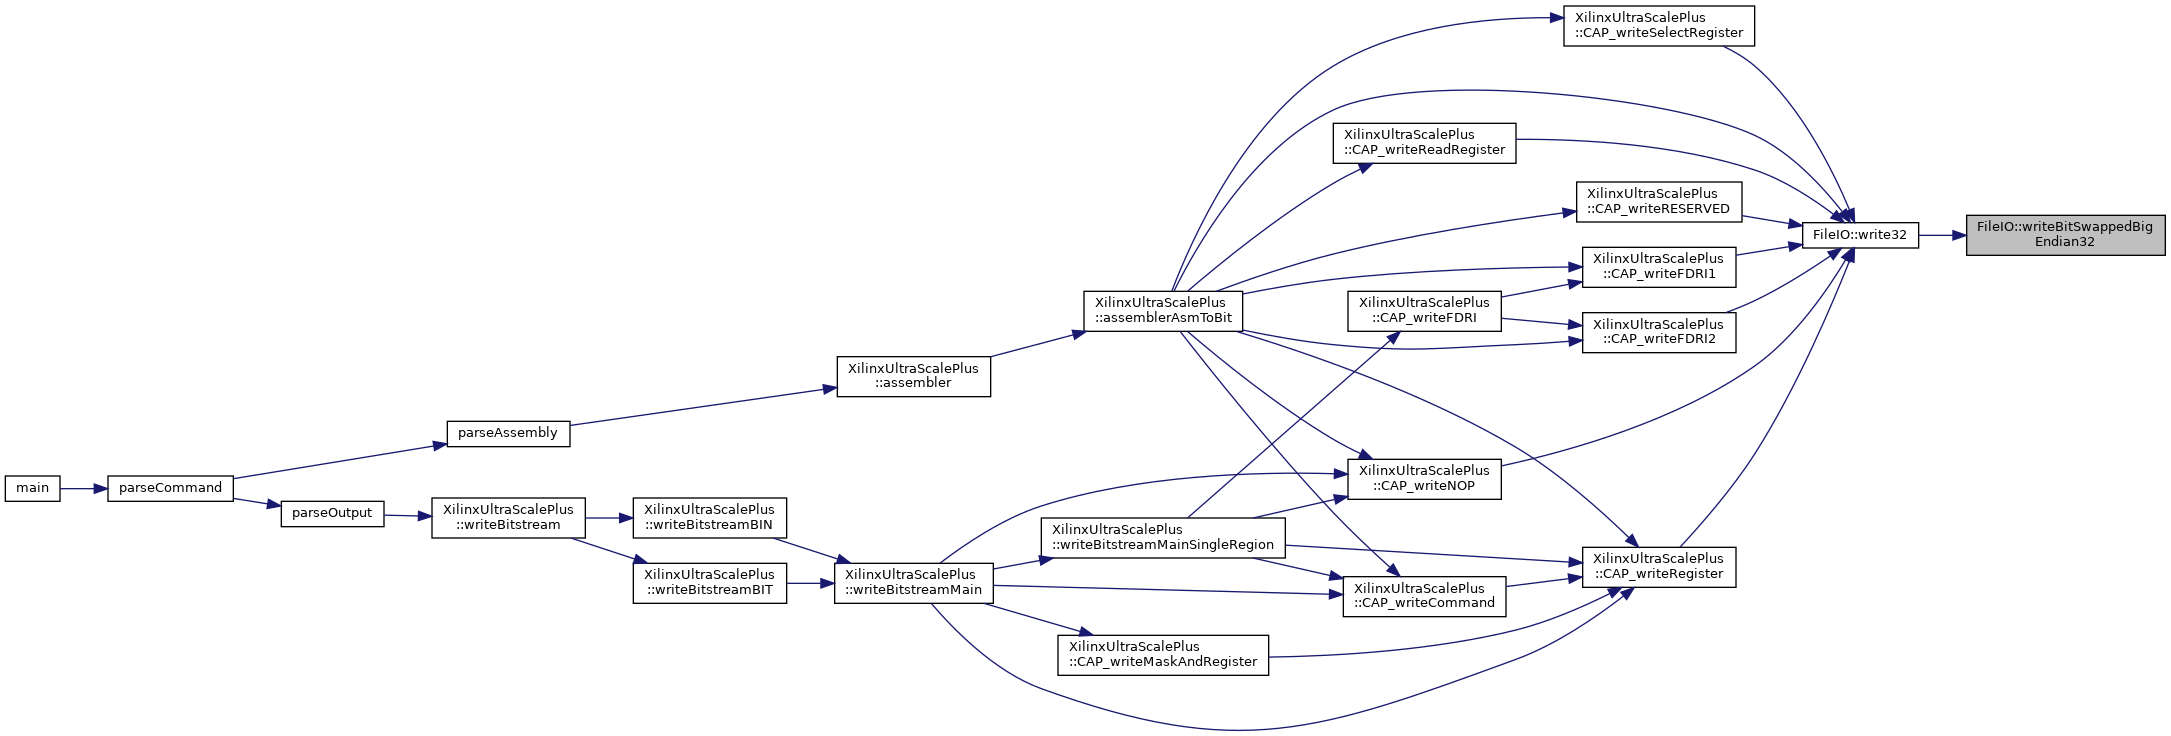 XilinxUltraScalePlus
::CAP_writeSelectRegister
XilinxUltraScalePlus
::CAP_writeReadRegister
XilinxUltraScalePlus
::CAP_writeRESERVED
FileIO::writeBitSwappedBig
Endian32
FileIO::write32
XilinxUltraScalePlus
::CAP_writeFDRI1
XilinxUltraScalePlus
::assemblerAsmToBit
XilinxUltraScalePlus
::CAP_writeFDRI
XilinxUltraScalePlus
::CAP_writeFDRI2
XilinxUltraScalePlus
::assembler
parseAssembly
XilinxUltraScalePlus
::CAP_writeNOP
main
parseCommand
parseOutput
XilinxUltraScalePlus
::writeBitstream
XilinxUltraScalePlus
::writeBitstreamBIN
XilinxUltraScalePlus
::writeBitstreamMainSingleRegion
XilinxUltraScalePlus
::CAP_writeRegister
XilinxUltraScalePlus
::writeBitstreamBIT
XilinxUltraScalePlus
::writeBitstreamMain
XilinxUltraScalePlus
::CAP_writeCommand
XilinxUltraScalePlus
::CAP_writeMaskAndRegister